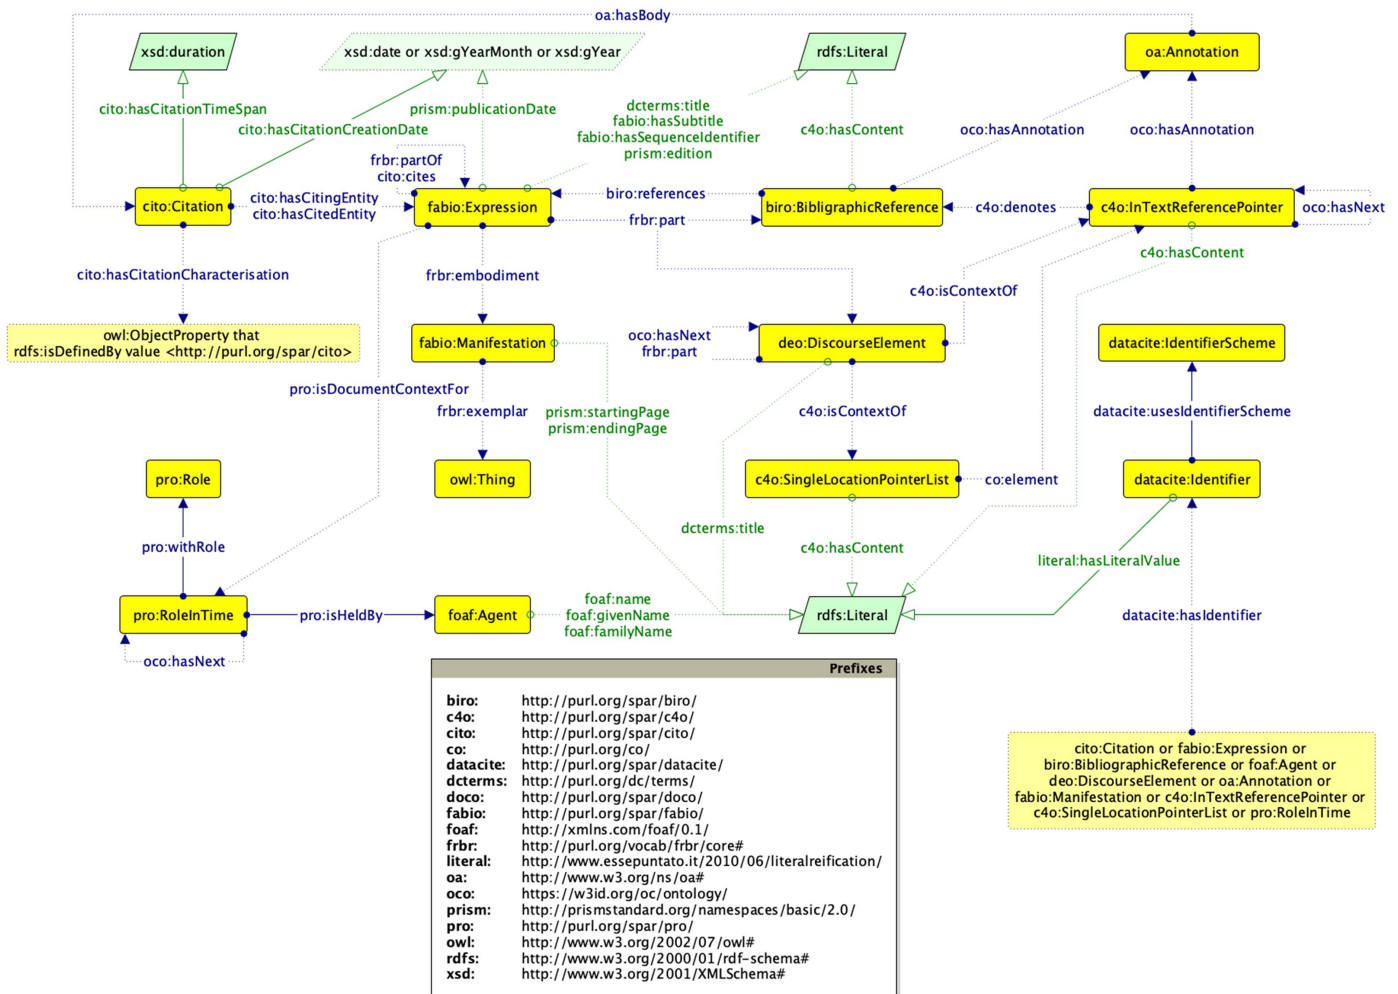 oa:hasBody
xsd:duration
xsd:date or xsd:gYearMonth or xsd:gYear
rdfs:Literal
oa:Annotation
cito:hasCitationTimeSpan
prism:publicationDate
dcterms:title
fabio:hasSubtitle
fabio:hasSequenceIdentifier
prism:edition
cito:hasCitationCreationDate
c4o:hasContent
oco:hasAnnotation
oco:hasAnnotation
frbr:partOf
cito:cites
cito:Citation
cito:hasCitingEntity
cito:hasCitedEntity
fabio:Expression
biro:references
frbr:part
biro:BibligraphicReference
c4o:denotes
c4o:InTextReferencePointer
oco:hasNext
c4o:hasContent
cito:hasCitationCharacterisation
frbr:embodiment
c4o:isContextOf
owl:ObjectProperty that
rdfs:isDefinedBy value <http://purl.org/spar/cito>
fabio:Manifestation
oco:hasNext
frbr:part
deo:DiscourseElement
datacite:IdentifierScheme
pro:isDocumentContextFor
frbr:exemplar
prism:startingPage
prism:endingPage
c4o:isContextOf
datacite:usesIdentifierScheme
pro:Role
owl:Thing
c4o:SingleLocationPointerList
co:element
datacite:Identifier
dcterms:title
pro:withRole
c4o:hasContent
literal:hasLiteralValue
pro:RoleInTime
pro:isHeldBy
foaf:Agent
foaf:name
foaf:givenName
foaf:familyName
rdfs:Literal
datacite:hasIdentifier
oco:hasNext
Prefixes
biro: http://purl.org/spar/biro/
c4o: http://purl.org/spar/c4o/
cito: http://purl.org/spar/cito/
co: http://purl.org/co/
datacite: http://purl.org/spar/datacite/
dcterms: http://purl.org/dc/terms/
doco: http://purl.org/spar/doco/
fabio: http://purl.org/spar/fabio/
foaf: http://xmlns.com/foaf/0.1/
frbr: http://purl.org/vocab/frbr/core#
literal: http://www.essepuntato.it/2010/06/literalreification/
oa: http://www.w3.org/ns/oa#
oco: https://w3id.org/oc/ontology/
prism: http://prismstandard.org/namespaces/basic/2.0/
pro: http://purl.org/spar/pro/
owl: http://www.w3.org/2002/07/owl#
rdfs: http://www.w3.org/2000/01/rdf-schema#
xsd: http://www.w3.org/2001/XMLSchema#
cito:Citation or fabio:Expression or
biro:BibliographicReference or foaf:Agent or
deo:DiscourseElement or oa:Annotation or
fabio:Manifestation or c4o:InTextReferencePointer or
c4o:SingleLocationPointerList or pro:RoleInTime